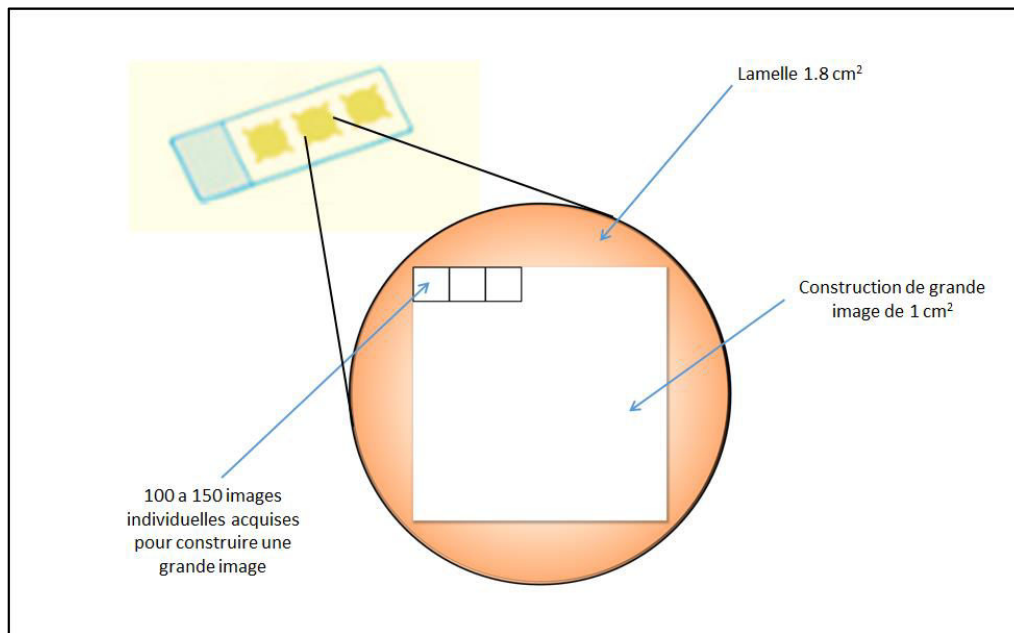 Lamelle 1.8 cm²
Construction de grande
image de 1 cm²
100 a 150 images
individuelles acquises
pour construire une
grande image